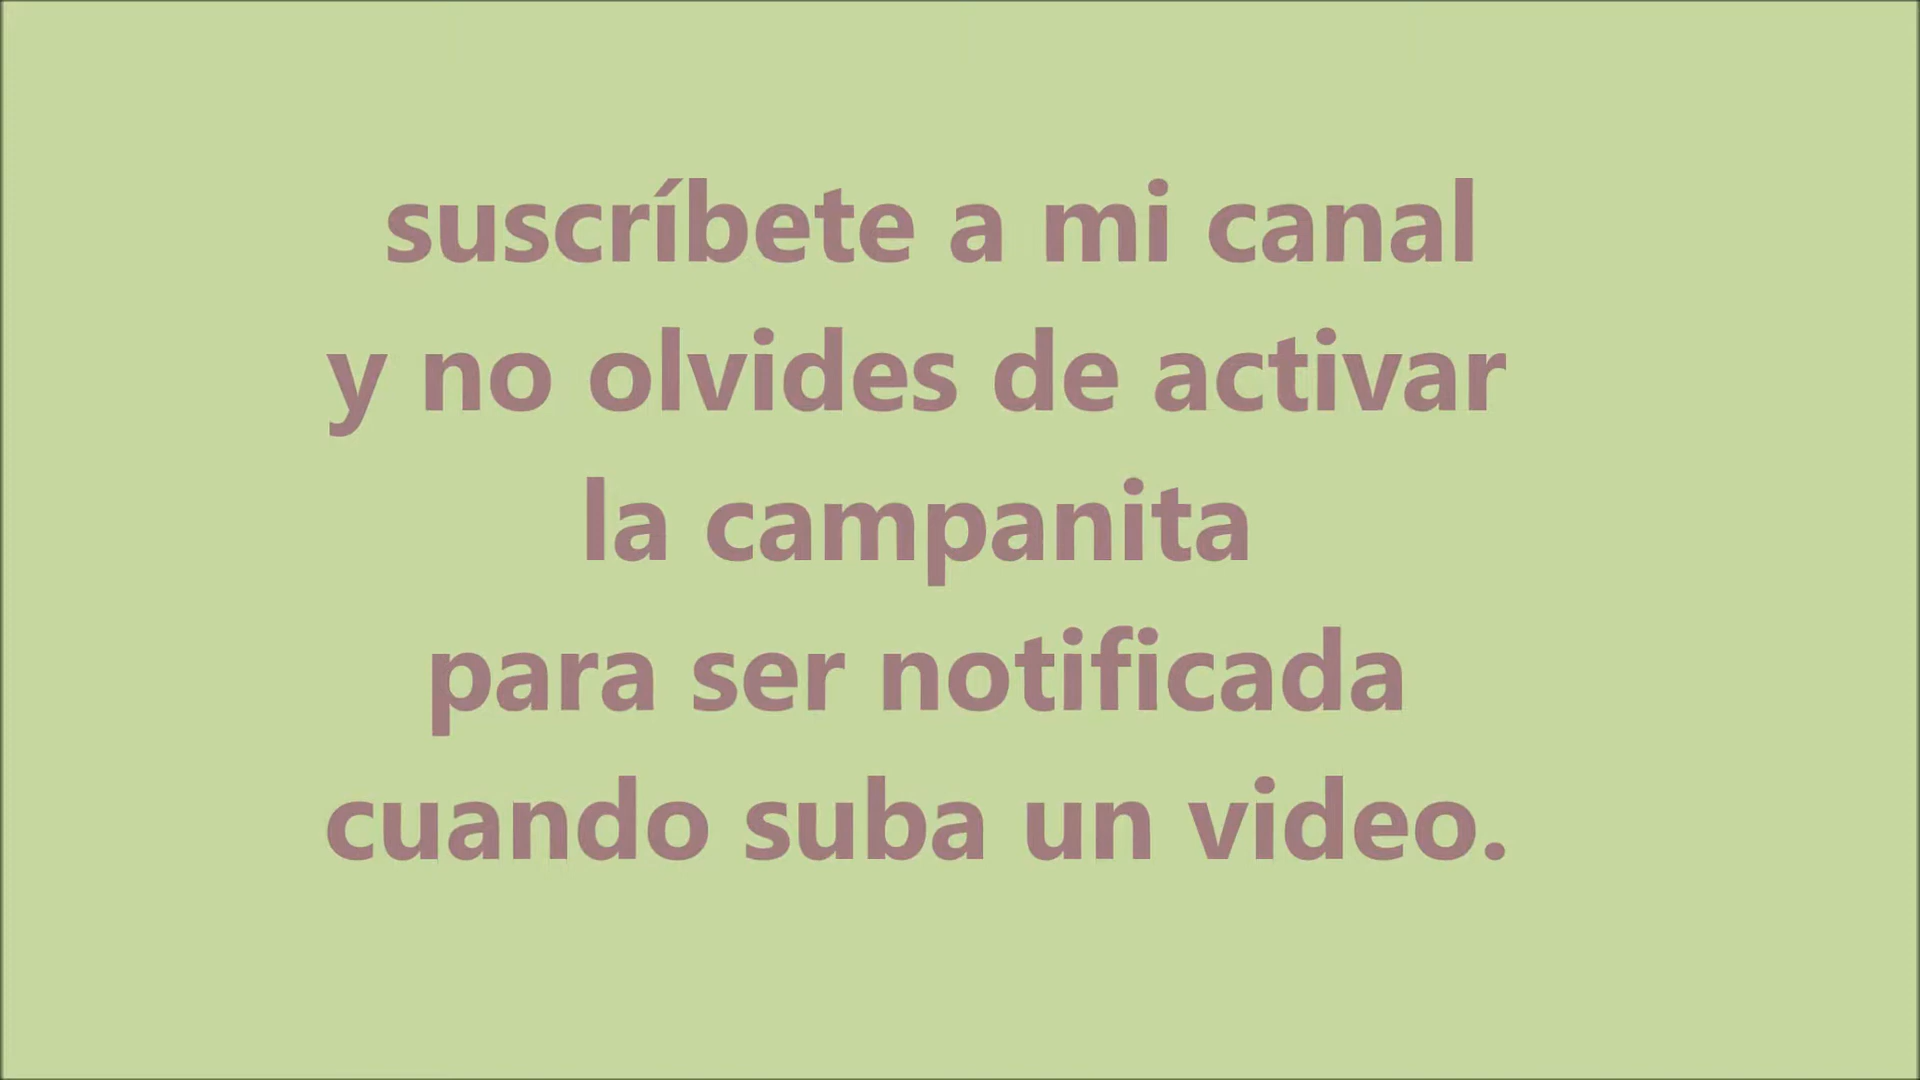 suscríbete a mi canal
y no olvides de activar
la campanita
para ser notificada
cuando suba un video.